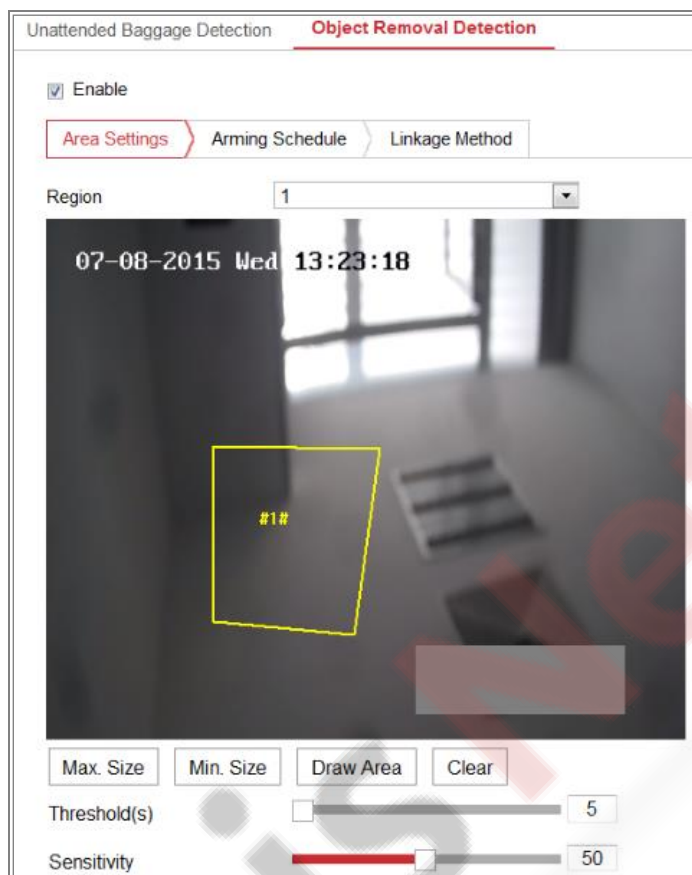 Unattended Baggage Detection Object Removal Detection
Enable
Area Settings Arming Schedule Linkage Method
Region 1
07-08-2015 Wed 13:23:18
#1#
Max. Size Min. Size Draw Area Clear
Threshold(s) 5
Sensitivity 50